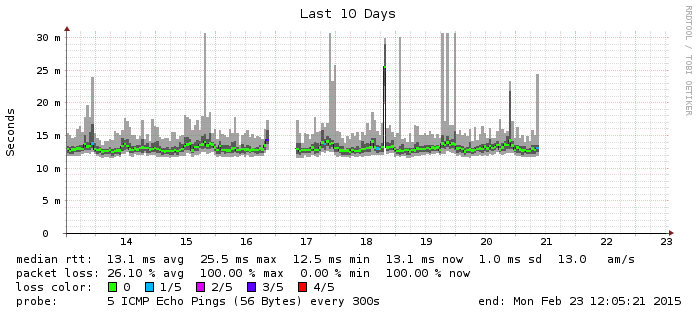 Last 10 Days
RRDTOOL / TOBI OETIKER
Seconds
30 m
25 m
20 m
15 m
10 m
5 m
0
14 15 16 17 18 19 20 21 22 23
median rtt: 13.1 ms avg 25.5 ms max 12.5 ms min 13.1 ms now 1.0 ms sd 13.0 am/s
packet loss: 26.10 % avg 100.00 % max 0.00 % min 100.00 % now
loss color: 0 1/5 2/5 3/5 4/5
probe: 5 ICMP Echo Pings (56 Bytes) every 300s end: Mon Feb 23 12:05:21 2015